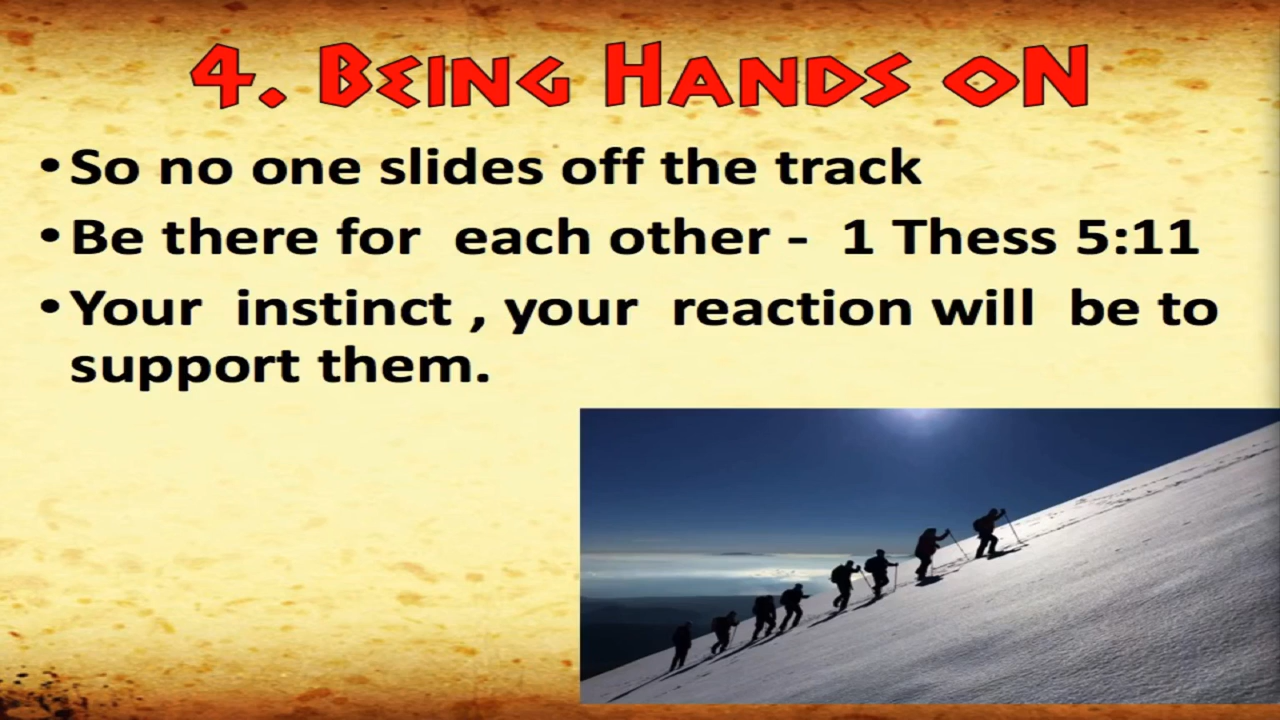 4. Being Hands on
• So no one slides off the track
• Be there for each other - 1 Thess 5:11
• Your instinct , your reaction will be to
support them.